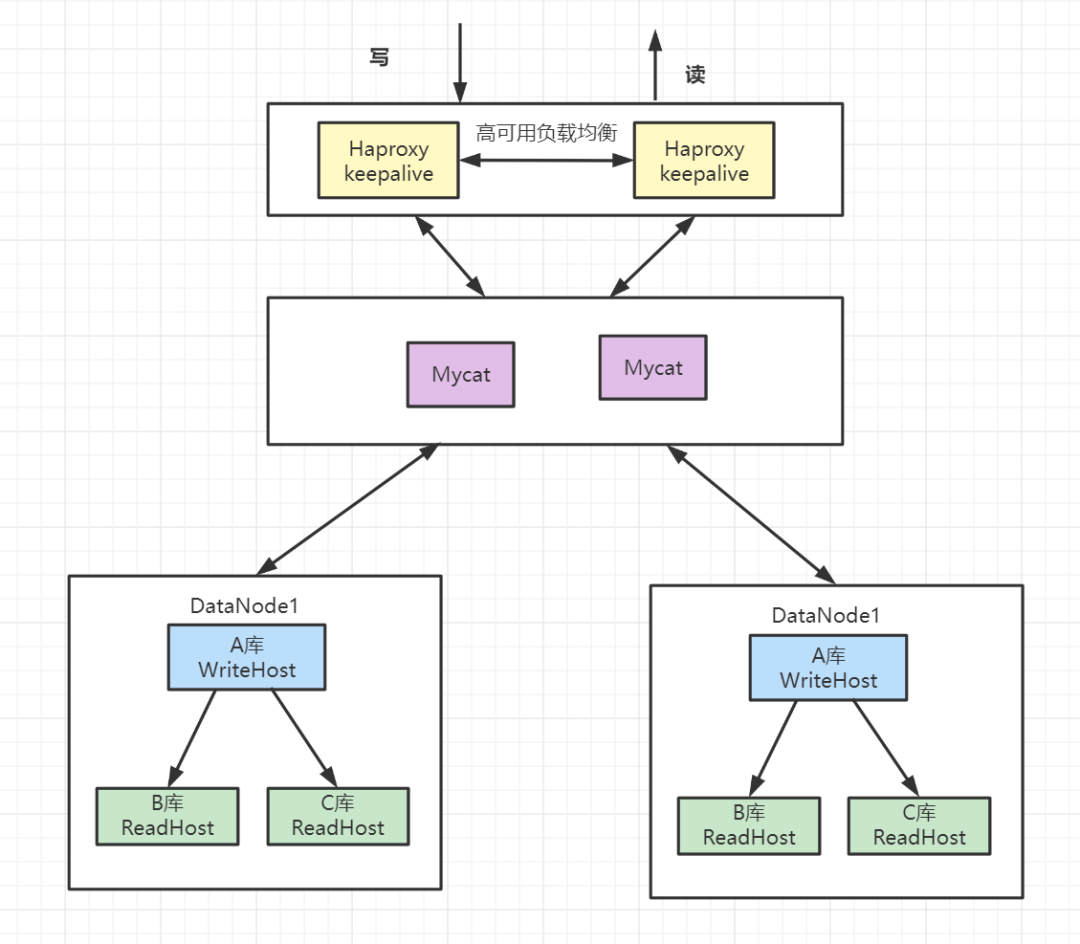 写
读
高可用负载均衡
Haproxy
keepalive
Haproxy
keepalive
Mycat
Mycat
DataNode1
A库
WriteHost
B库
ReadHost
C库
ReadHost
DataNode1
A库
WriteHost
B库
ReadHost
C库
ReadHost